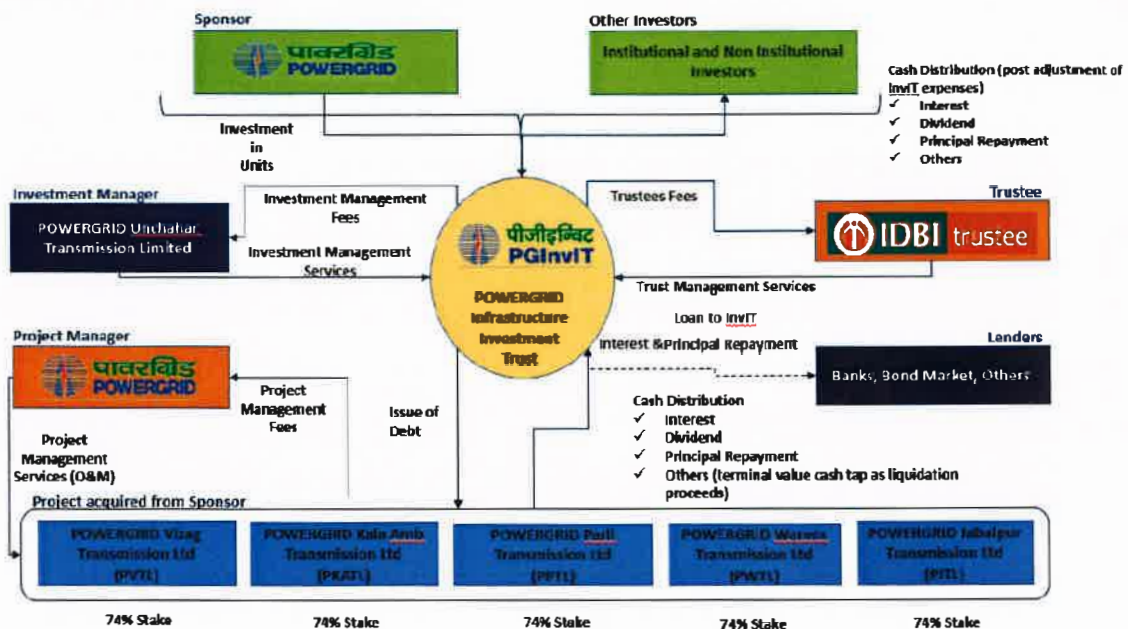 Sponsor
Other Investors
पावरग्रिड
POWERGRID
Institutional and Non Institutional
Investors
Cash Distribution (post adjustment of
InvIT expenses)
✓ Interest
✓ Dividend
✓ Principal Repayment
✓ Others
Investment
in
Units
Investment Manager
Investment Management
Fees
Trustees Fees
Trustee
POWERGRID Unchahar
Transmission Limited
पीजीइन्विट
PGInvIT
IDBI trustee
Investment Management
Services
POWERGRID
Infrastructure
Investment
Trust
Trust Management Services
Loan to InvIT
Project Manager
Interest &Principal Repayment
Lenders
पावरग्रिड
POWERGRID
Banks, Bond Market, Others
Project
Management
Fees
Issue of
Debt
Cash Distribution
✓ Interest
✓ Dividend
✓ Principal Repayment
✓ Others (terminal value cash tap as liquidation
proceeds)
Project
Management
Services (O&M)
Project acquired from Sponsor
POWERGRID Vizag
Transmission Ltd
(PVTL)
POWERGRID Kala Amb
Transmission Ltd
(PKATL)
POWERGRID Parli
Transmission Ltd
(PPTL)
POWERGRID Warora
Transmission Ltd
(PWTL)
POWERGRID Jabalpur
Transmission Ltd
(PJTL)
74% Stake
74% Stake
74% Stake
74% Stake
74% Stake